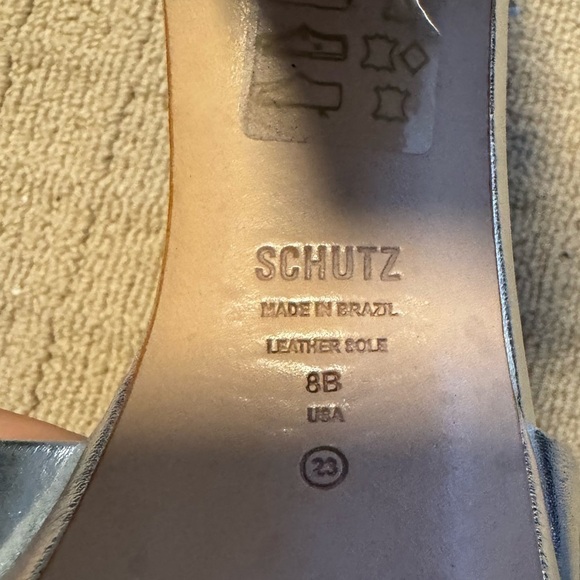 SCHUTZ
MADE IN BRAZIL
LEATHER SOLE
8B
USA
23